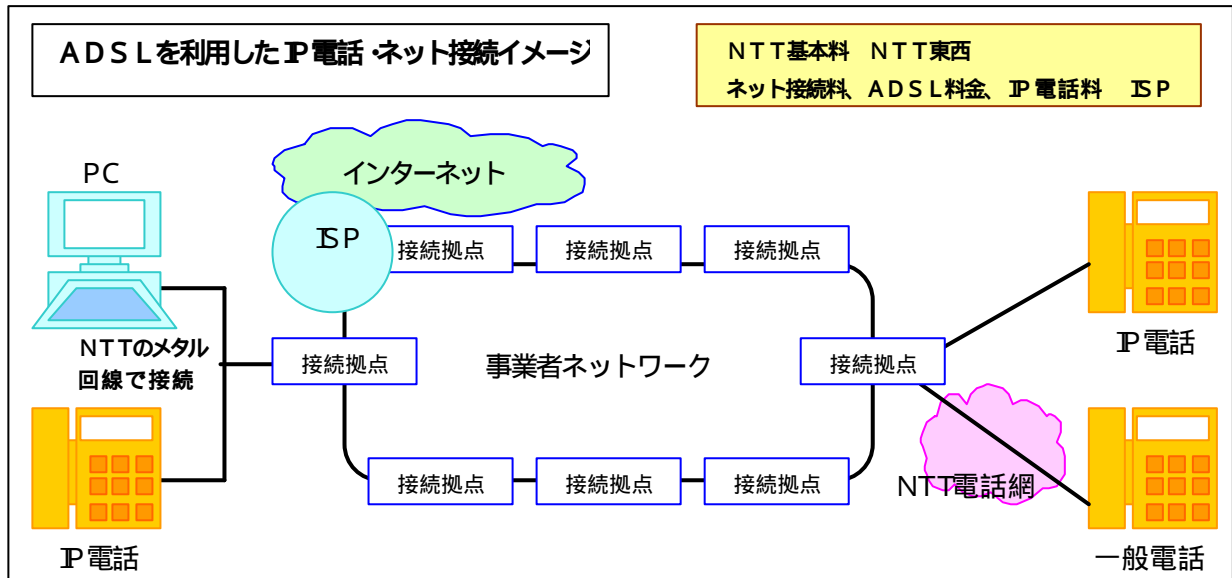 ADSLを利用したIP電話・ネット接続イメージ
NTT基本料 NTT東西
ネット接続料、ADSL料金、IP電話料 ISP
PC
インターネット
ISP
接続拠点
接続拠点
接続拠点
IP電話
NTTのメタル
回線で接続
接続拠点
事業者ネットワーク
接続拠点
接続拠点
接続拠点
接続拠点
NTT電話網
IP電話
一般電話